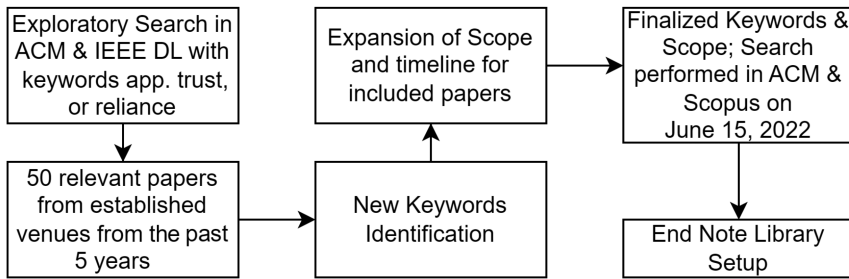 Exploratory Search in
ACM & IEEE DL with
keywords app. trust,
or reliance
50 relevant papers
from established
venues from the past
5 years
New Keywords
Identification
Expansion of Scope
and timeline for
included papers
Finalized Keywords &
Scope; Search
performed in ACM &
Scopus on
June 15, 2022
End Note Library
Setup